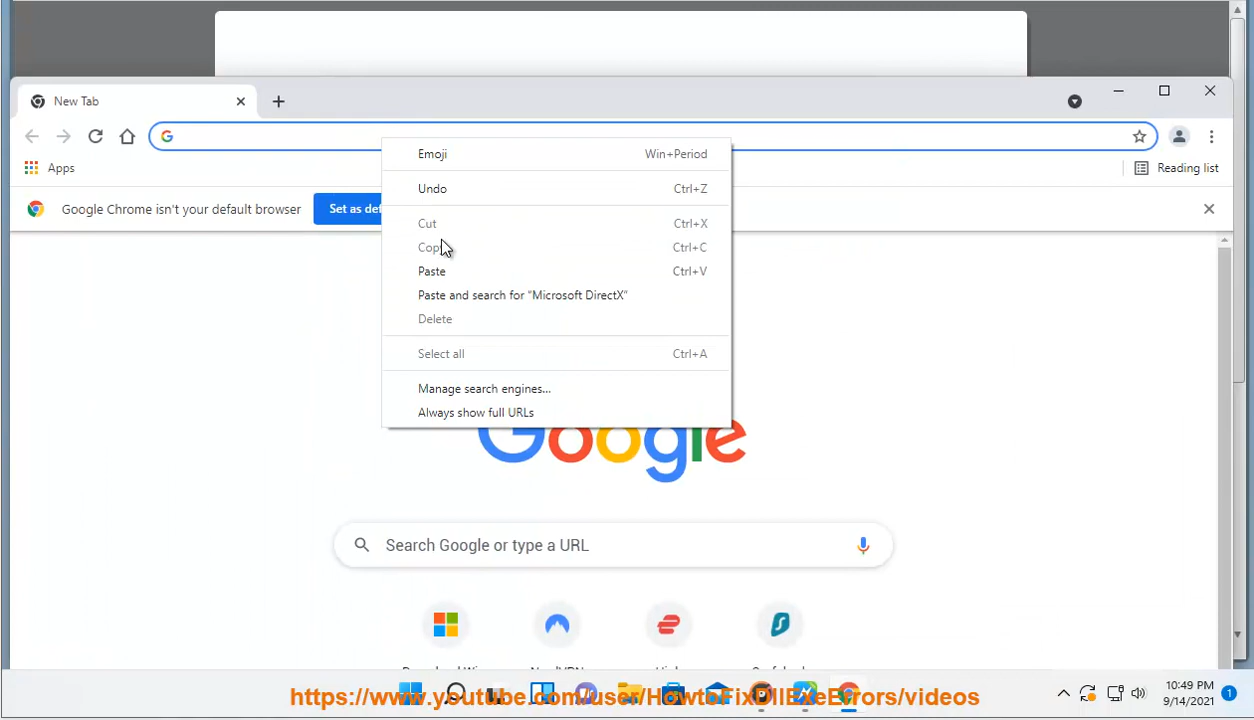 New Tab
Apps
Reading list
Google Chrome isn't your default browser
Set as def
Emoji Win+Period
Undo Ctrl+Z
Cut Ctrl+X
Cop Ctrl+C
Paste Ctrl+V
Paste and search for “Microsoft DirectX”
Delete
Select all Ctrl+A
Manage search engines...
Always show full URLs
Google
Search Google or type a URL
https://www.youtube.com/user/HowtoFixDllExeErrors/videos
10:49 PM
9/14/2021
1